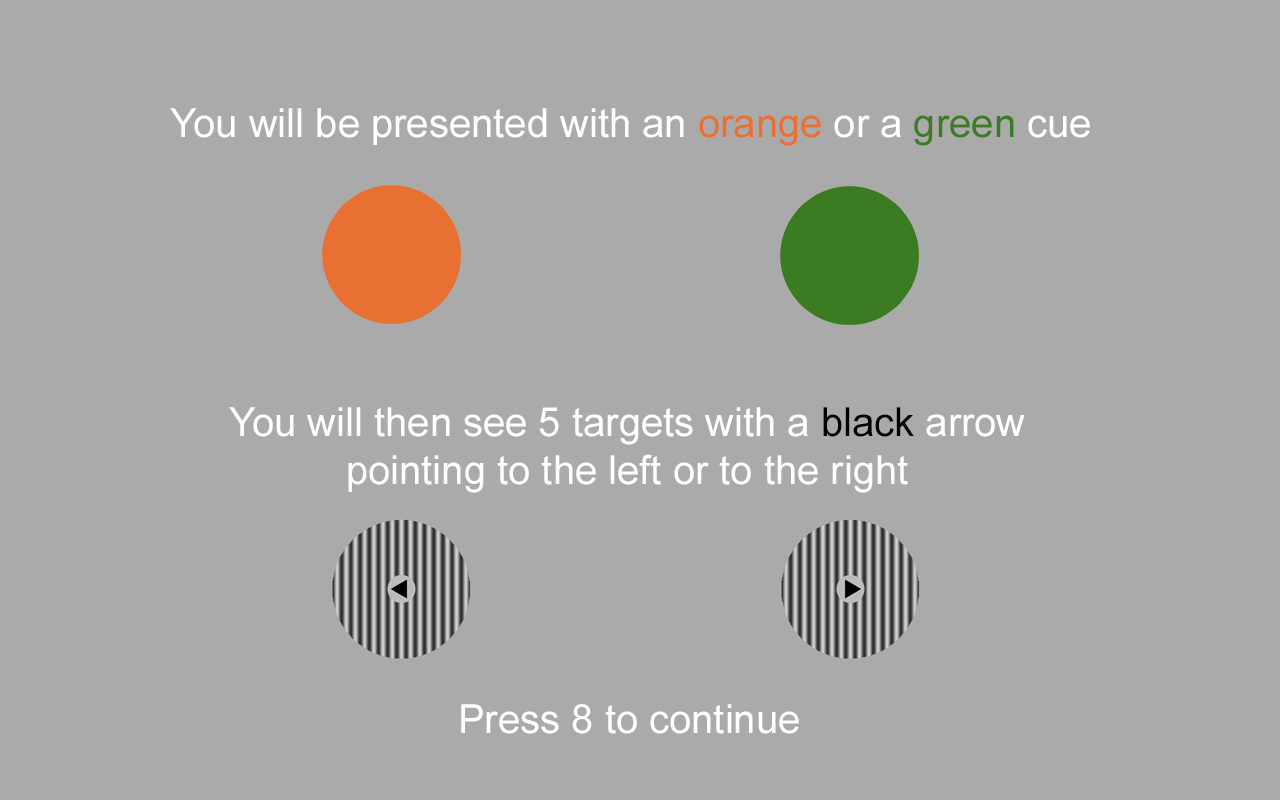 You will be presented with an orange or a green cue
You will then see 5 targets with a black arrow
pointing to the left or to the right
Press 8 to continue